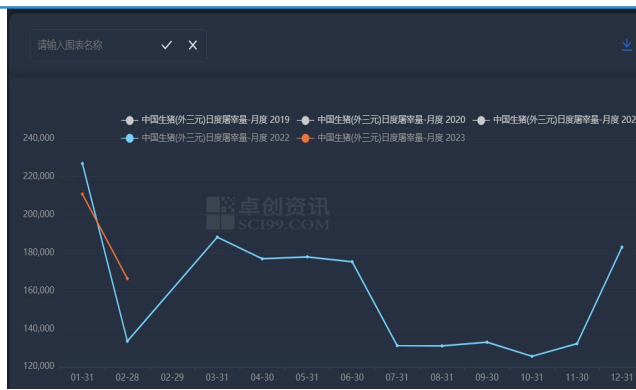 请输入图表名称
中国生猪(外三元)日度屠宰量-月度 2019 中国生猪(外三元)日度屠宰量-月度 2020 中国生猪(外三元)日度屠宰量-月度 202
中国生猪(外三元)日度屠宰量-月度 2022 中国生猪(外三元)日度屠宰量-月度 2023
240,000
220,000
200,000
180,000
160,000
140,000
120,000
卓创资讯
SCI99.COM
01-31 02-28 02-29 03-31 04-30 05-31 06-30 07-31 08-31 09-30 10-31 11-30 12-31